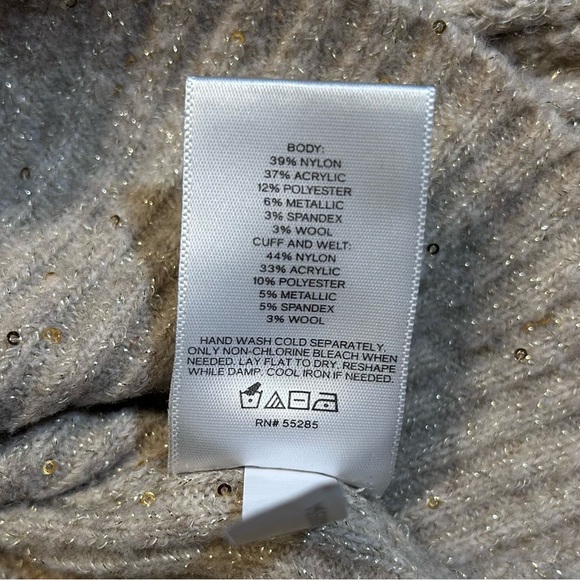 BODY:
39% NYLON
37% ACRYLIC
12% POLYESTER
6% METALLIC
3% SPANDEX
3% WOOL
CUFF AND WELT:
44% NYLON
33% ACRYLIC
10% POLYESTER
5% METALLIC
5% SPANDEX
3% WOOL
HAND WASH COLD SEPARATELY.
ONLY NON-CHLORINE BLEACH WHEN
NEEDED. LAY FLAT TO DRY, RESHAPE
WHILE DAMP. COOL IRON IF NEEDED.
RN# 55285